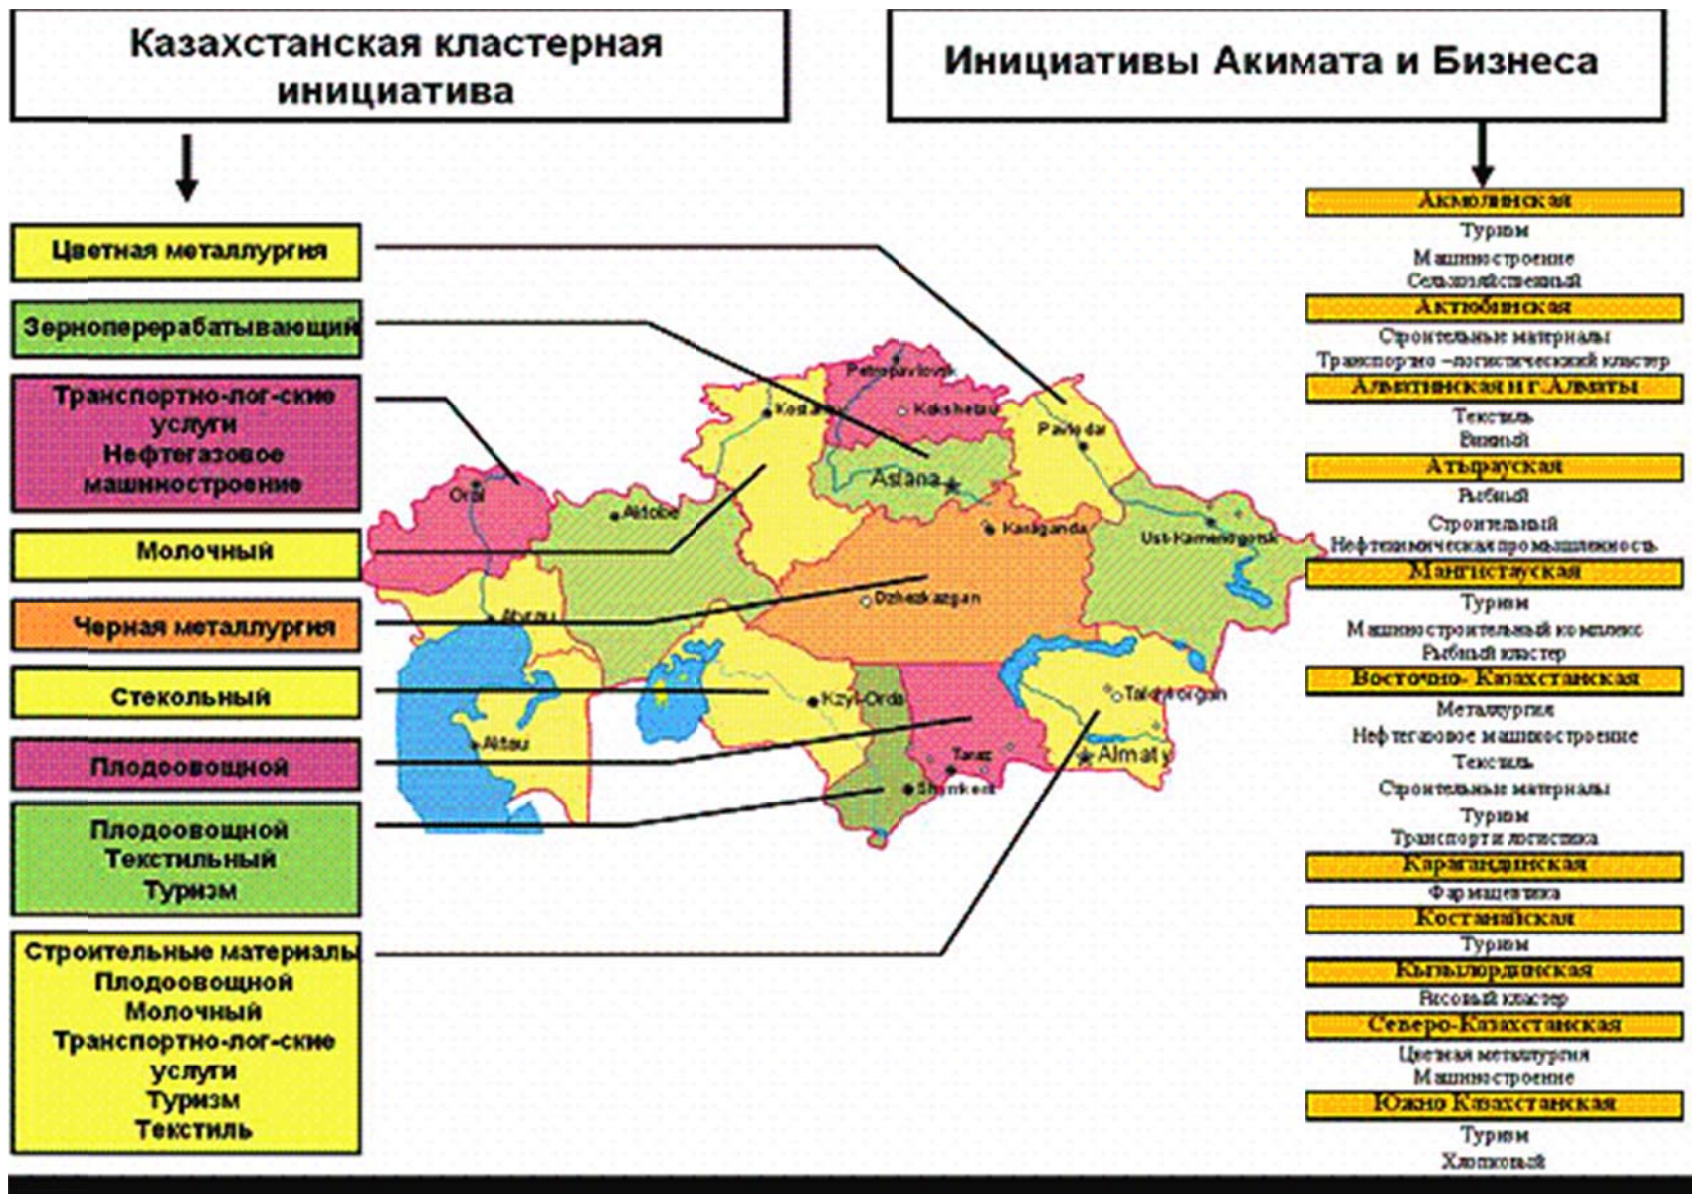 Казахстанская кластерная
инициатива
Инициативы Акимата и Бизнеса
Цветная металлургия
Зерноперерабатывающий
Транспортно-лог-ские
услуги
Нефтегазовое
машиностроение
Молочный
Черная металлургия
Стекольный
Плодоовощной
Плодоовощной
Текстильный
Туризм
Строительные материалы
Плодоовощной
Молочный
Транспортно-лог-ские
услуги
Туризм
Текстиль
Petropavlovsk
Kokshetau
Pavlodar
Astana
Oral
Aktobe
Karaganda
Ust-Kamenogorsk
Dzhezkazgan
Atyrau
Kzyl-Orda
Taldykorgan
Aktau
Taraz
Almaty
Shymkent
Акмолинская
Туризм
Машиностроение
Сельхозяйственный
Актюбинская
Строительные материалы
Транспортно –логистическкий кластер
Алматинская и г.Алматы
Текстиль
Винный
Атырауская
Рыбный
Строительный
Нефтехимическая промышленность
Мангистауская
Туризм
Машиностроительный комплекс
Рыбный кластер
Восточно- Казахстанская
Металлургия
Нефтегазовое машиностроение
Текстиль
Строительные материалы
Туризм
Транспорт и логистика
Карагандинская
Фармацевтика
Костанайская
Туризм
Кызылординская
Рисовый кластер
Северо-Казахстанская
Цветная металлургия
Машиностроение
Южно Казахстанская
Туризм
Хлопковый